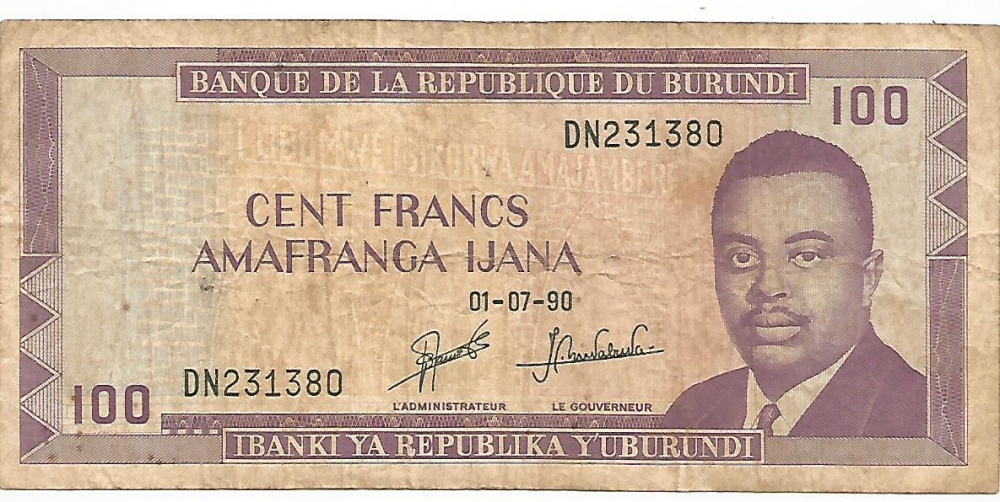 BANQUE DE LA REPUBLIQUE DU BURUNDI
100
DN231380
CENT FRANCS
AMAFRANGA IJANA
01-07-90
DN231380
100
L'ADMINISTRATEUR LE GOUVERNEUR
IBANKI YA REPUBLIKA Y'UBURUNDI